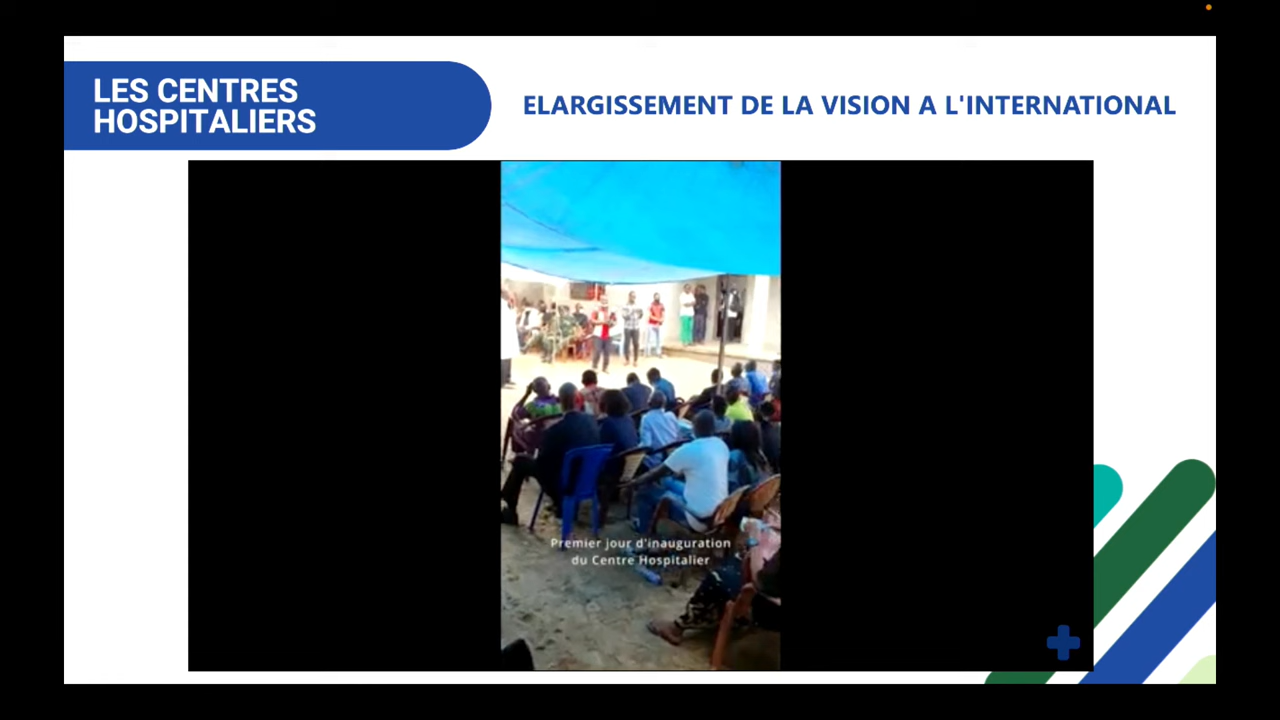 LES CENTRES
HOSPITALIERS
ELARGISSEMENT DE LA VISION A L'INTERNATIONAL
Premier jour d'inauguration
du Centre Hospitalier